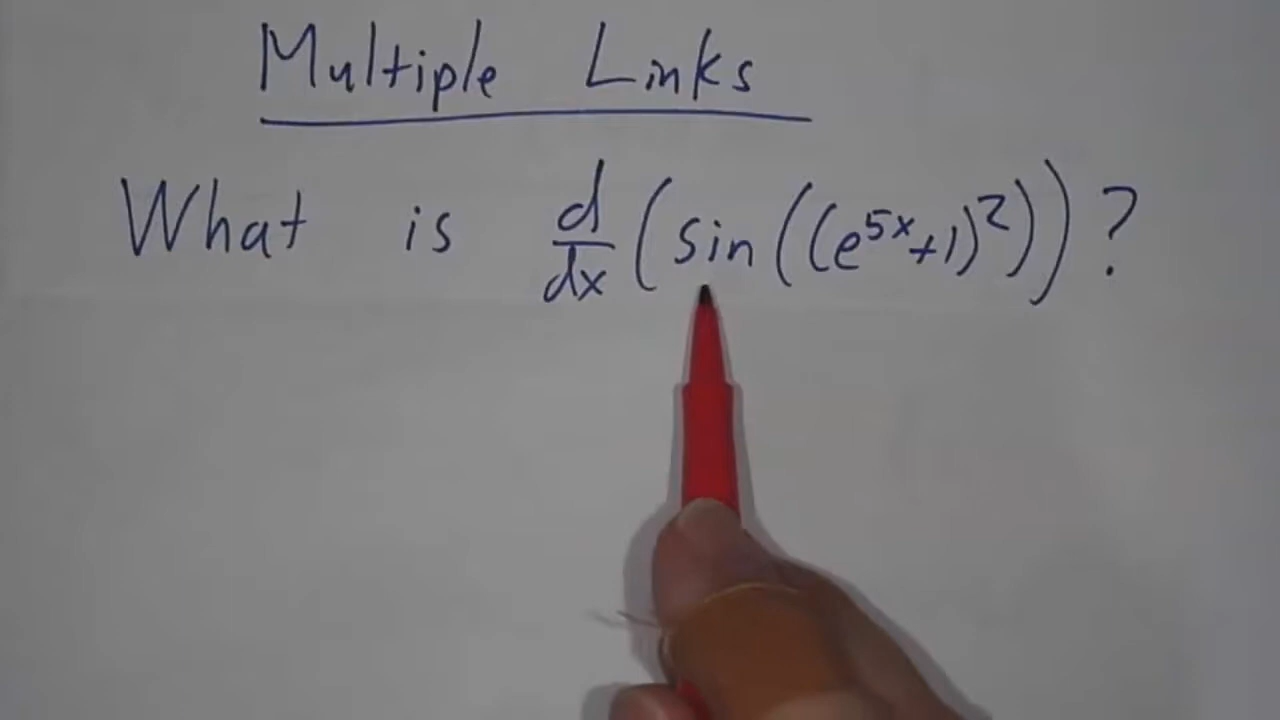 Multiple Links
What is d/dx (sin((e^5x+1)^2))?